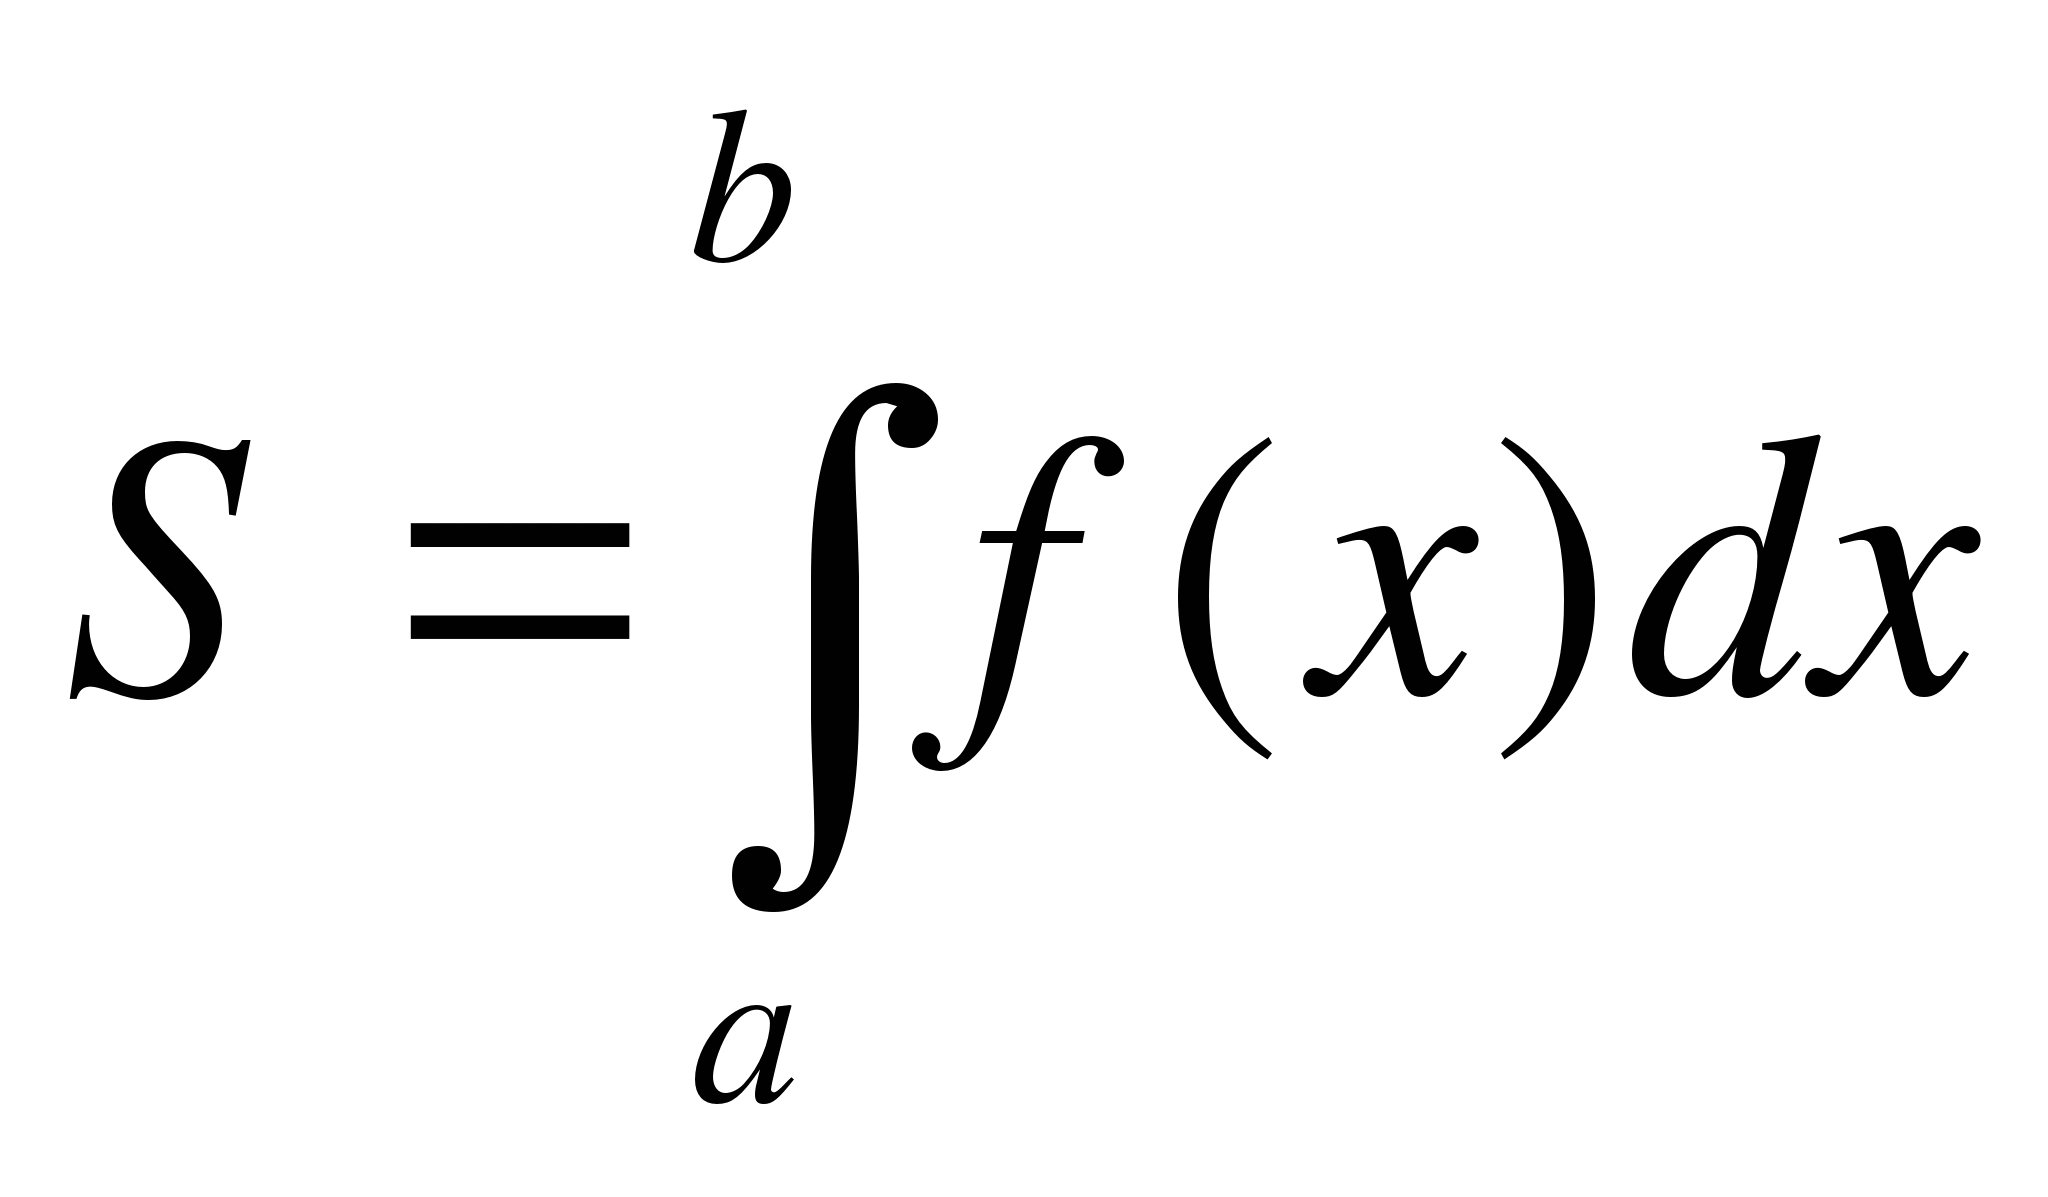 b
S = ∫ f (x)dx
a